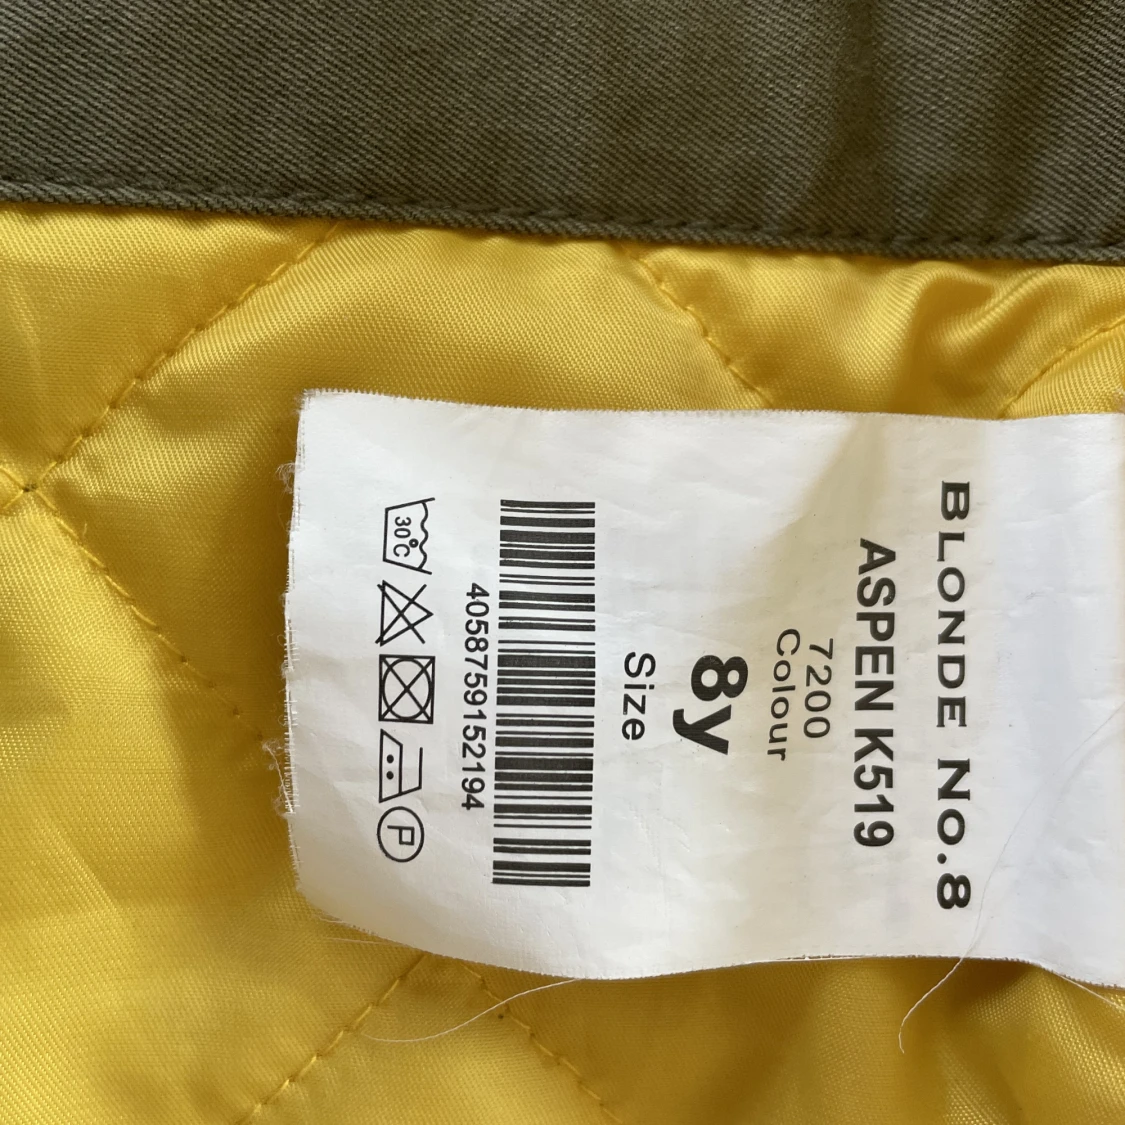 BLONDE NO.8
ASPEN K519
7200
Colour
8y
Size
4058759152194
30°C
P